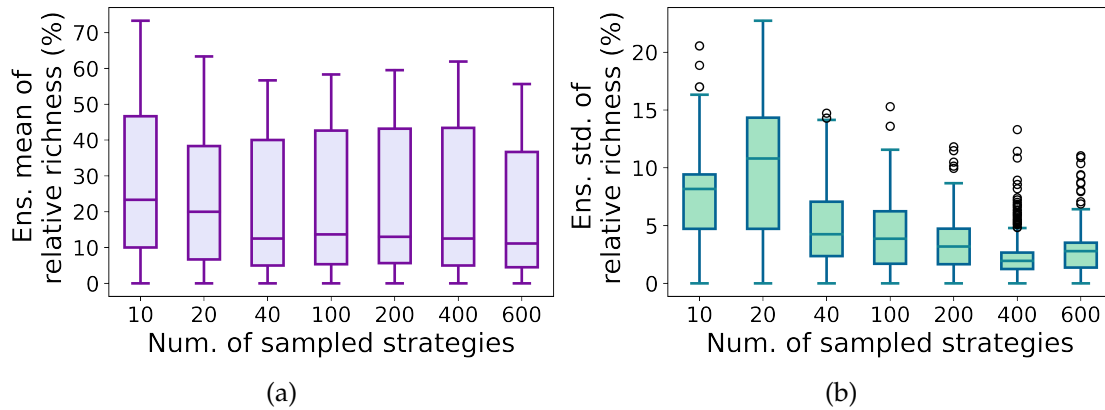 Ens. mean of
relative richness (%)
70
60
50
40
30
20
10
0
10 20 40 100 200 400 600
Num. of sampled strategies
(a)
Ens. std. of
relative richness (%)
20
15
10
5
0
10 20 40 100 200 400 600
Num. of sampled strategies
(b)